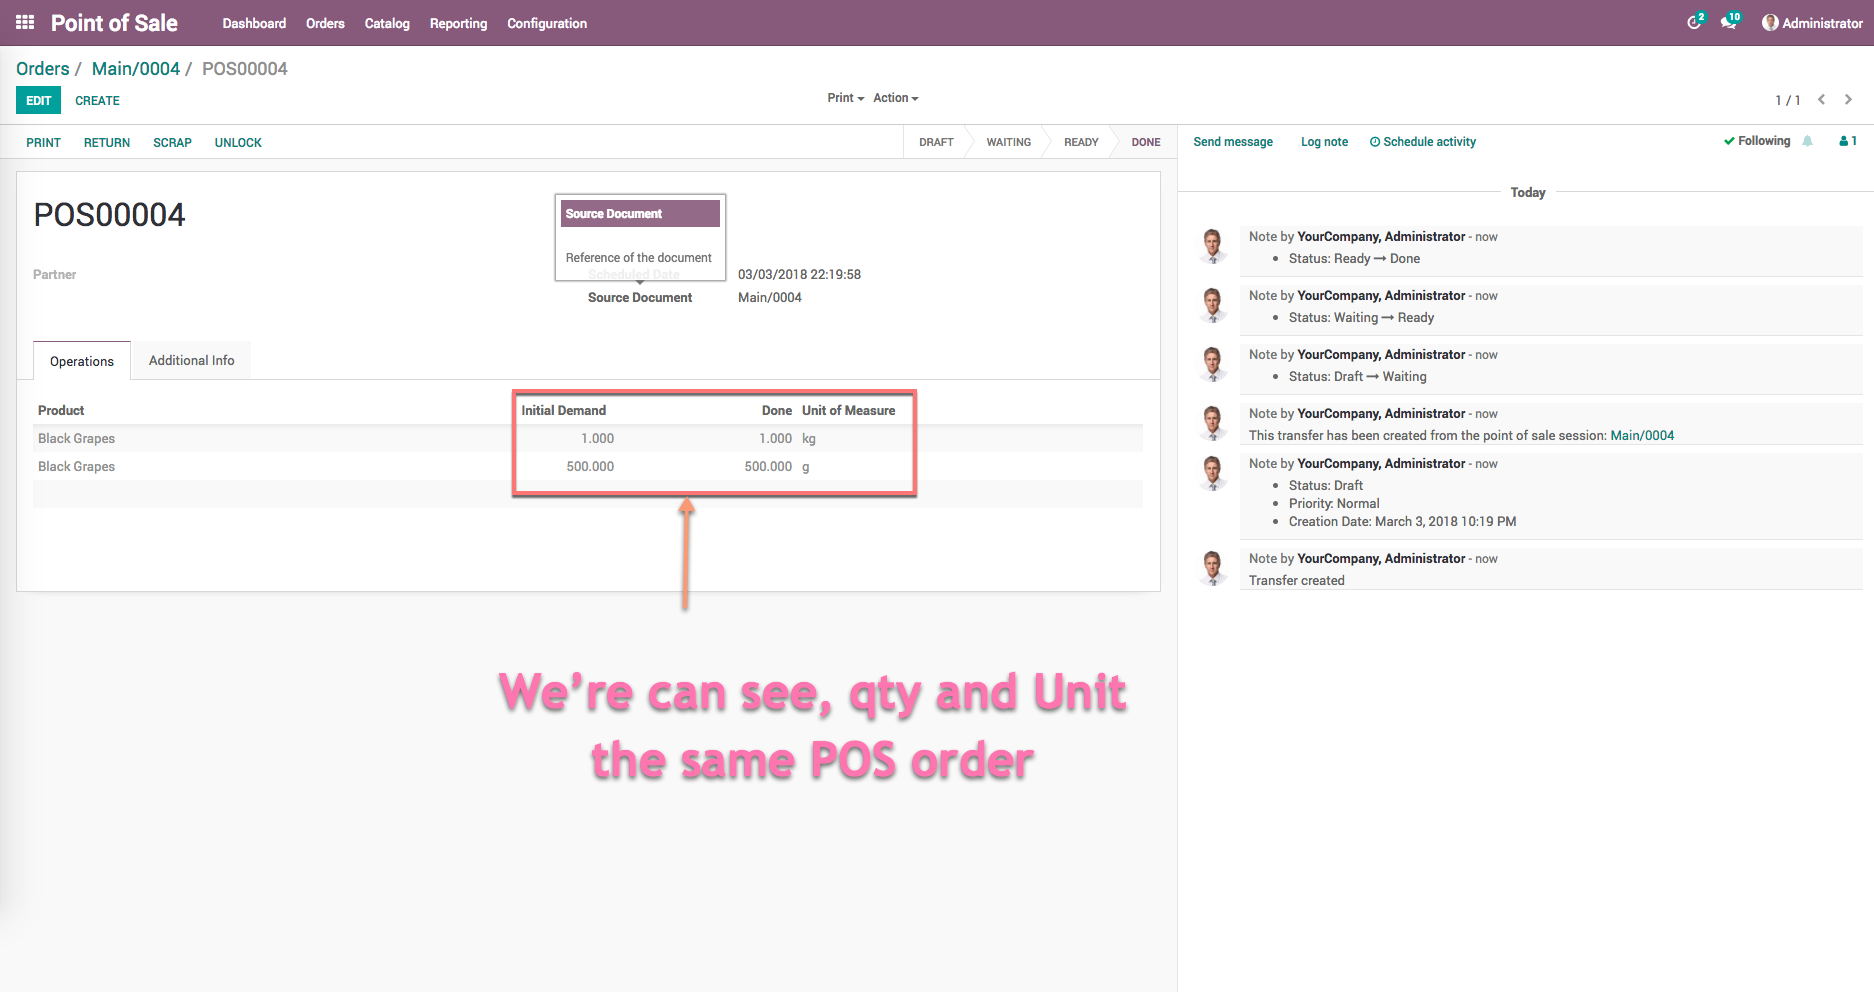 Point of Sale Dashboard Orders Catalog Reporting Configuration 2 10 Administrator
Orders / Main/0004 / POS00004
EDIT CREATE Print Action 1 / 1
PRINT RETURN SCRAP UNLOCK DRAFT WAITING READY DONE
POS00004
Source Document
Reference of the document
Partner
Scheduled Date 03/03/2018 22:19:58
Source Document Main/0004
Operations Additional Info
Product Initial Demand Done Unit of Measure
Black Grapes 1.000 1.000 kg
Black Grapes 500.000 500.000 g
We’re can see, qty and Unit
the same POS order
Send message Log note Schedule activity Following 1
Today
Note by YourCompany, Administrator - now
• Status: Ready → Done
Note by YourCompany, Administrator - now
• Status: Waiting → Ready
Note by YourCompany, Administrator - now
• Status: Draft → Waiting
Note by YourCompany, Administrator - now
This transfer has been created from the point of sale session: Main/0004
Note by YourCompany, Administrator - now
• Status: Draft
• Priority: Normal
• Creation Date: March 3, 2018 10:19 PM
Note by YourCompany, Administrator - now
Transfer created